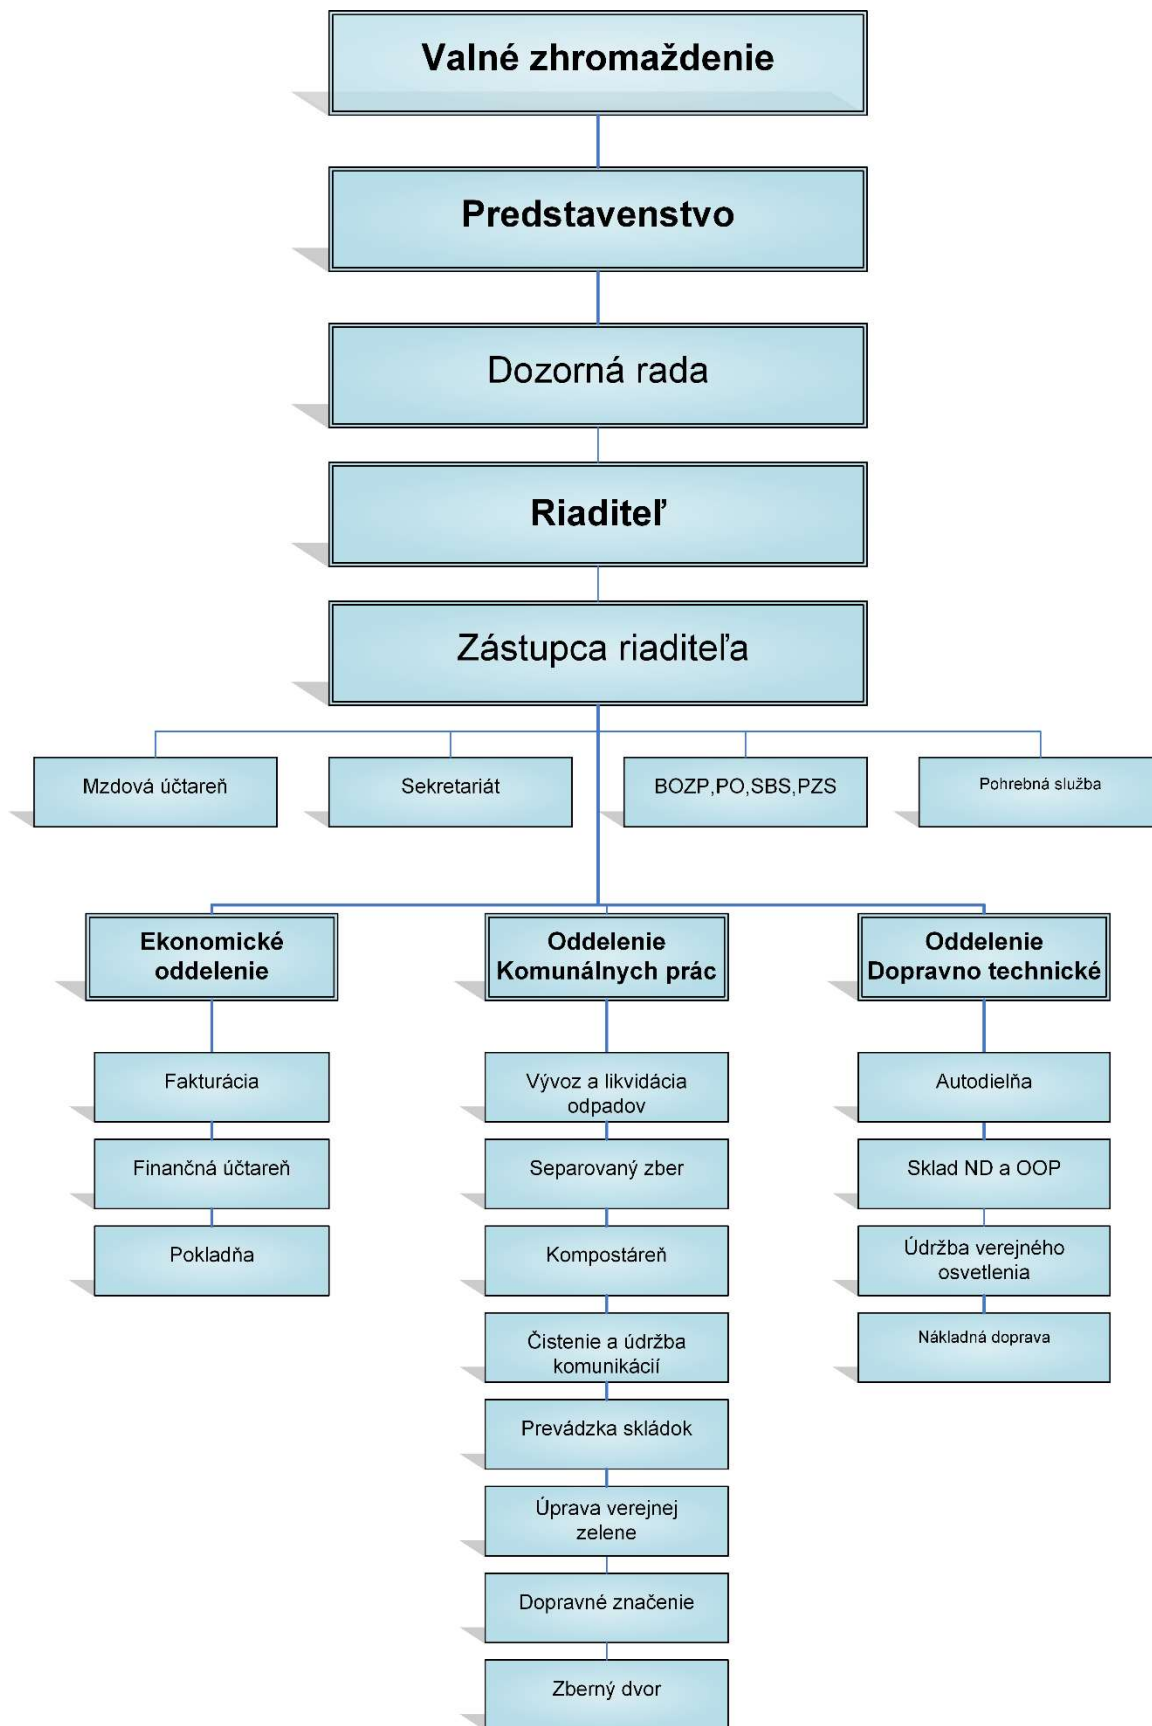 Valné zhromaždenie
Predstavenstvo
Dozorná rada
Riaditeľ
Zástupca riaditeľa
Mzdová účtareň
Sekretariát
BOZP,PO,SBS,PZS
Pohrebná služba
Ekonomické
oddelenie
Fakturácia
Finančná účtareň
Pokladňa
Oddelenie
Komunálnych prác
Vývoz a likvidácia
odpadov
Separovaný zber
Kompostáreň
Čistenie a údržba
komunikácií
Prevádzka skládok
Úprava verejnej
zelene
Dopravné značenie
Zberný dvor
Oddelenie
Dopravno technické
Autodielňa
Sklad ND a OOP
Údržba verejného
osvetlenia
Nákladná doprava